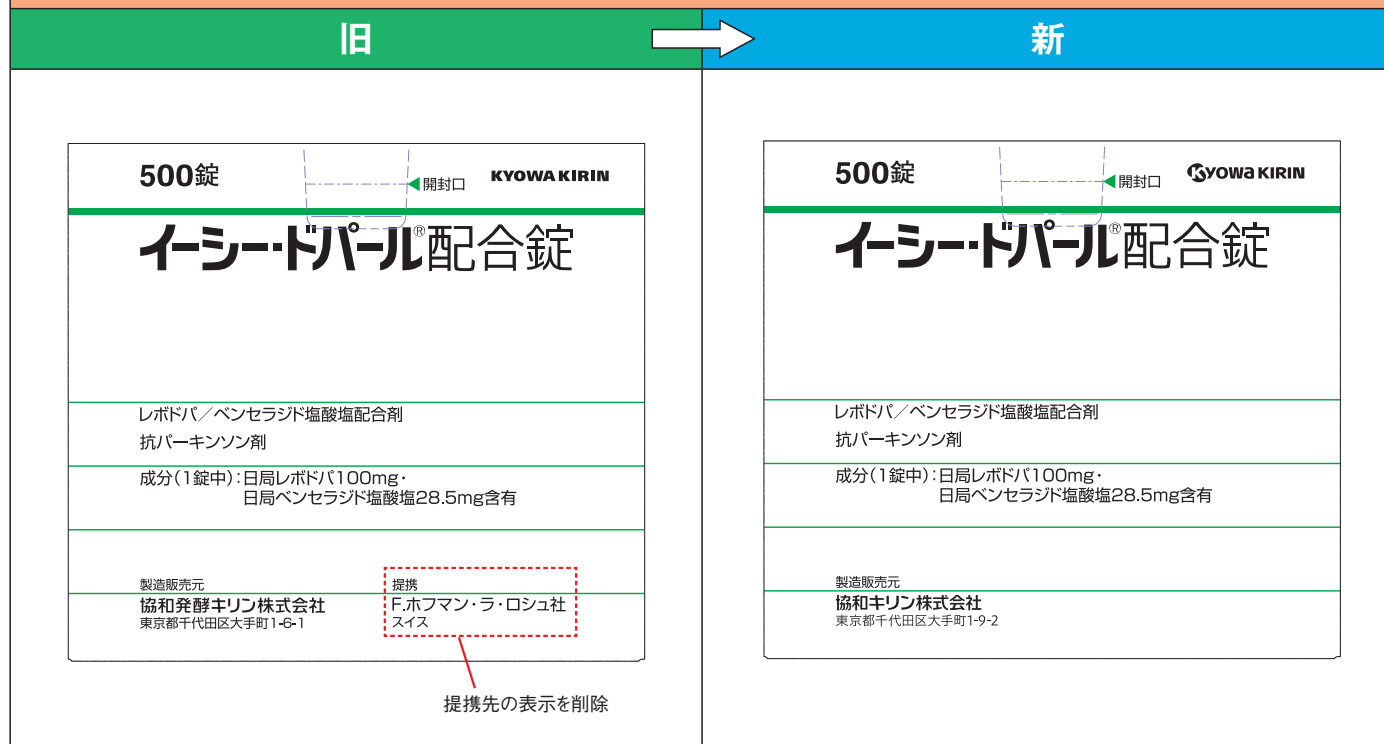 旧
新
500錠
開封口
KYOWA KIRIN
イーシー・ドパール®配合錠
レボドパ／ベンセラジド塩酸塩配合剤
抗パーキンソン剤
成分(1錠中):日局レボドパ100mg・
日局ベンセラジド塩酸塩28.5mg含有
製造販売元
協和発酵キリン株式会社
東京都千代田区大手町1-6-1
提携
F.ホフマン・ラ・ロシュ社
スイス
提携先の表示を削除
500錠
開封口
KYOWA KIRIN
イーシー・ドパール®配合錠
レボドパ／ベンセラジド塩酸塩配合剤
抗パーキンソン剤
成分(1錠中):日局レボドパ100mg・
日局ベンセラジド塩酸塩28.5mg含有
製造販売元
協和キリン株式会社
東京都千代田区大手町1-9-2